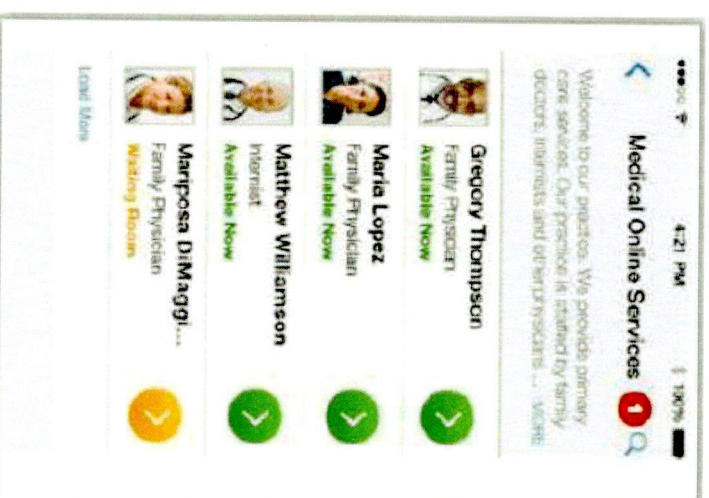 4:21 PM
100%
Medical Online Services
1
Welcome to our practice. We provide primary
care services. Our practice is staffed by family
doctors, internists and other physicians ... MORE
Gregory Thompson
Family Physician
Available Now
Maria Lopez
Family Physician
Available Now
Matthew Williamson
Internist
Available Now
Mariposa DiMaggi...
Family Physician
Waiting Room
Load More